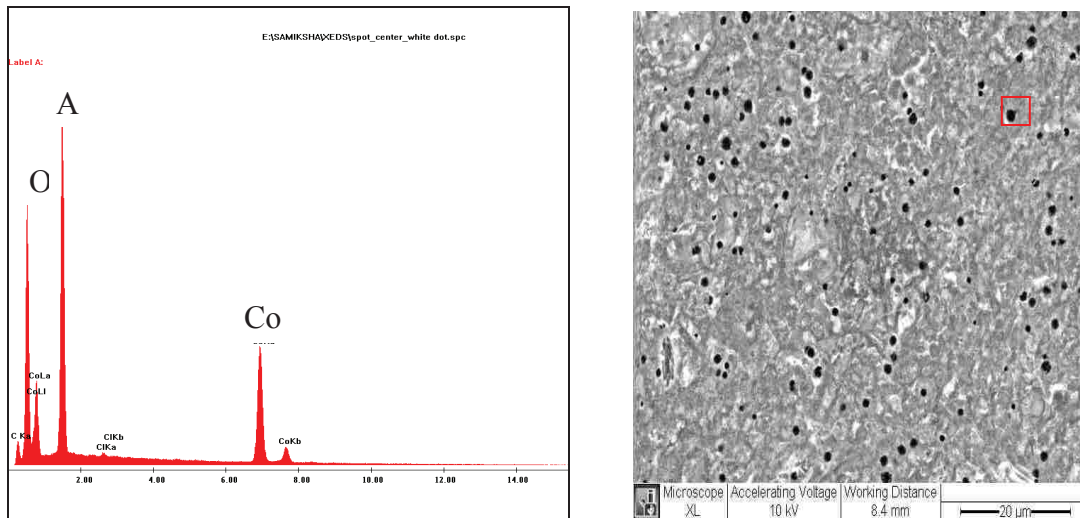 E:\SAMIKSHA\XEDS\spot_center_white dot.spc
Label A:
A
O
Co
CoLa
CoLl
C Ka
ClKb
ClKa
CoKb
2.00 4.00 6.00 8.00 10.00 12.00 14.00
Microscope Accelerating Voltage Working Distance
XL 10 kV 8.4 mm 20 µm